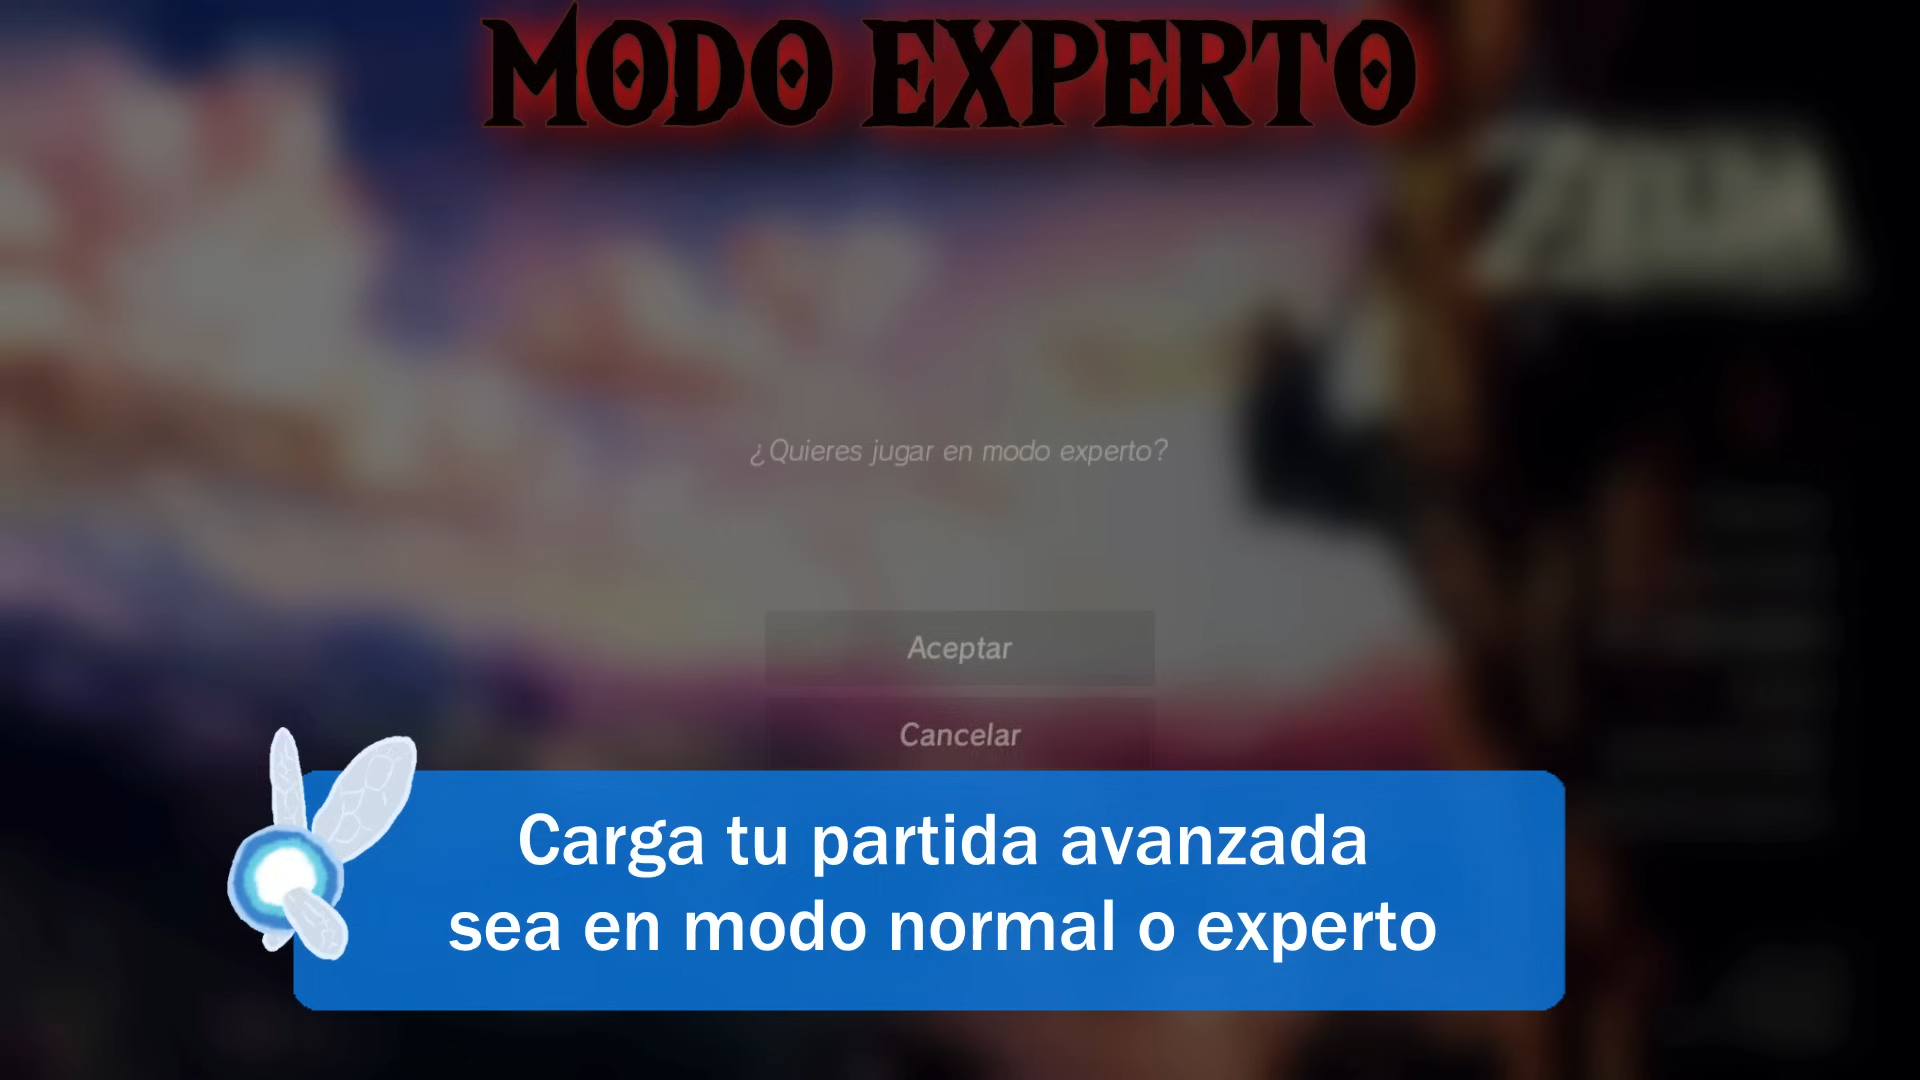 MODO EXPERTO
¿Quieres jugar en modo experto?
Aceptar
Cancelar
Carga tu partida avanzada
sea en modo normal o experto